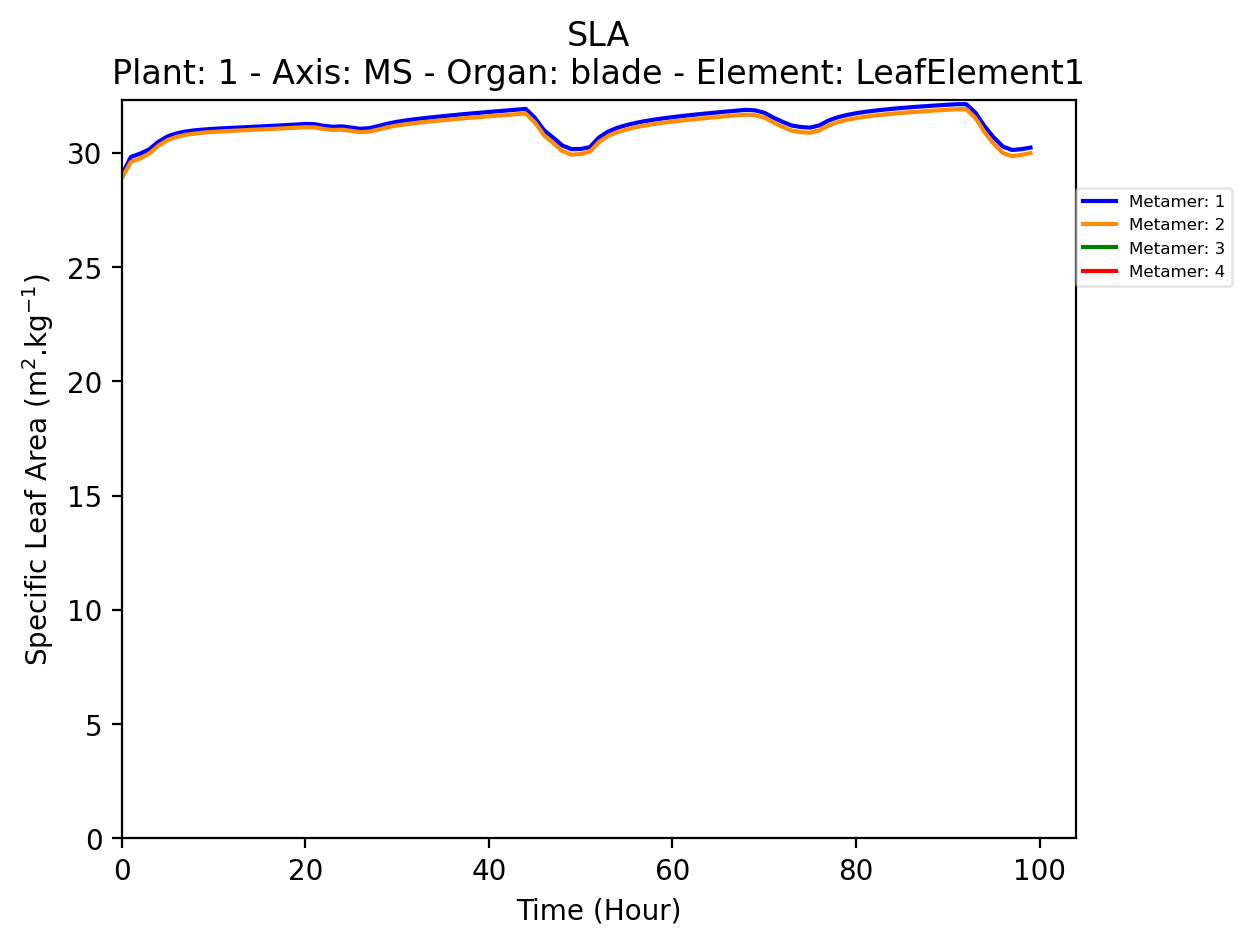 SLA
Plant: 1 - Axis: MS - Organ: blade - Element: LeafElement1
Specific Leaf Area (m².kg⁻¹)
30
25
20
15
10
5
0
0 20 40 60 80 100
Time (Hour)
Metamer: 1
Metamer: 2
Metamer: 3
Metamer: 4